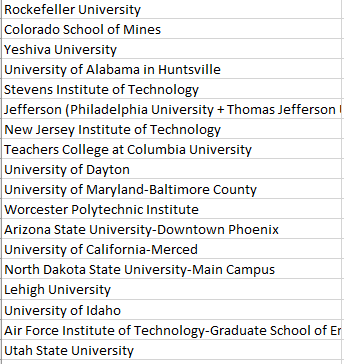 Rockefeller University
Colorado School of Mines
Yeshiva University
University of Alabama in Huntsville
Stevens Institute of Technology
Jefferson (Philadelphia University + Thomas Jefferson
New Jersey Institute of Technology
Teachers College at Columbia University
University of Dayton
University of Maryland-Baltimore County
Worcester Polytechnic Institute
Arizona State University-Downtown Phoenix
University of California-Merced
North Dakota State University-Main Campus
Lehigh University
University of Idaho
Air Force Institute of Technology-Graduate School of
Utah State University